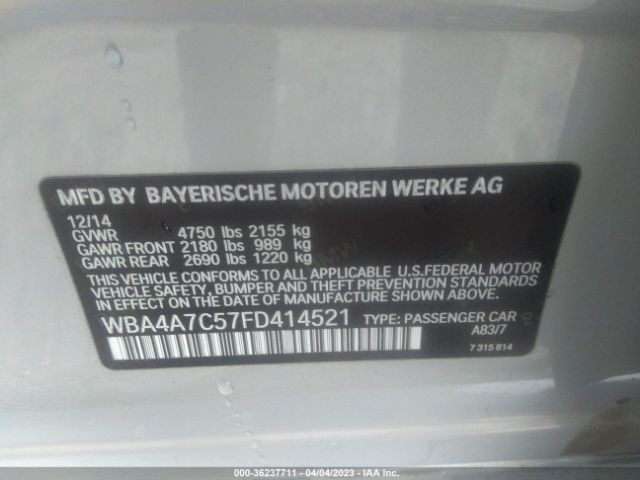 MFD BY BAYERISCHE MOTOREN WERKE AG
12/14
GVWR 4750 lbs 2155 kg
GAWR FRONT 2180 lbs 989 kg
GAWR REAR 2690 lbs 1220 kg
THIS VEHICLE CONFORMS TO ALL APPLICABLE U.S.FEDERAL MOTOR
VEHICLE SAFETY, BUMPER AND THEFT PREVENTION STANDARDS
IN EFFECT ON THE DATE OF MANUFACTURE SHOWN ABOVE.
WBA4A7C57FD414521 TYPE: PASSENGER CAR
A83/7
7 315 814
000-36237711 - 04/04/2023 - IAA Inc.